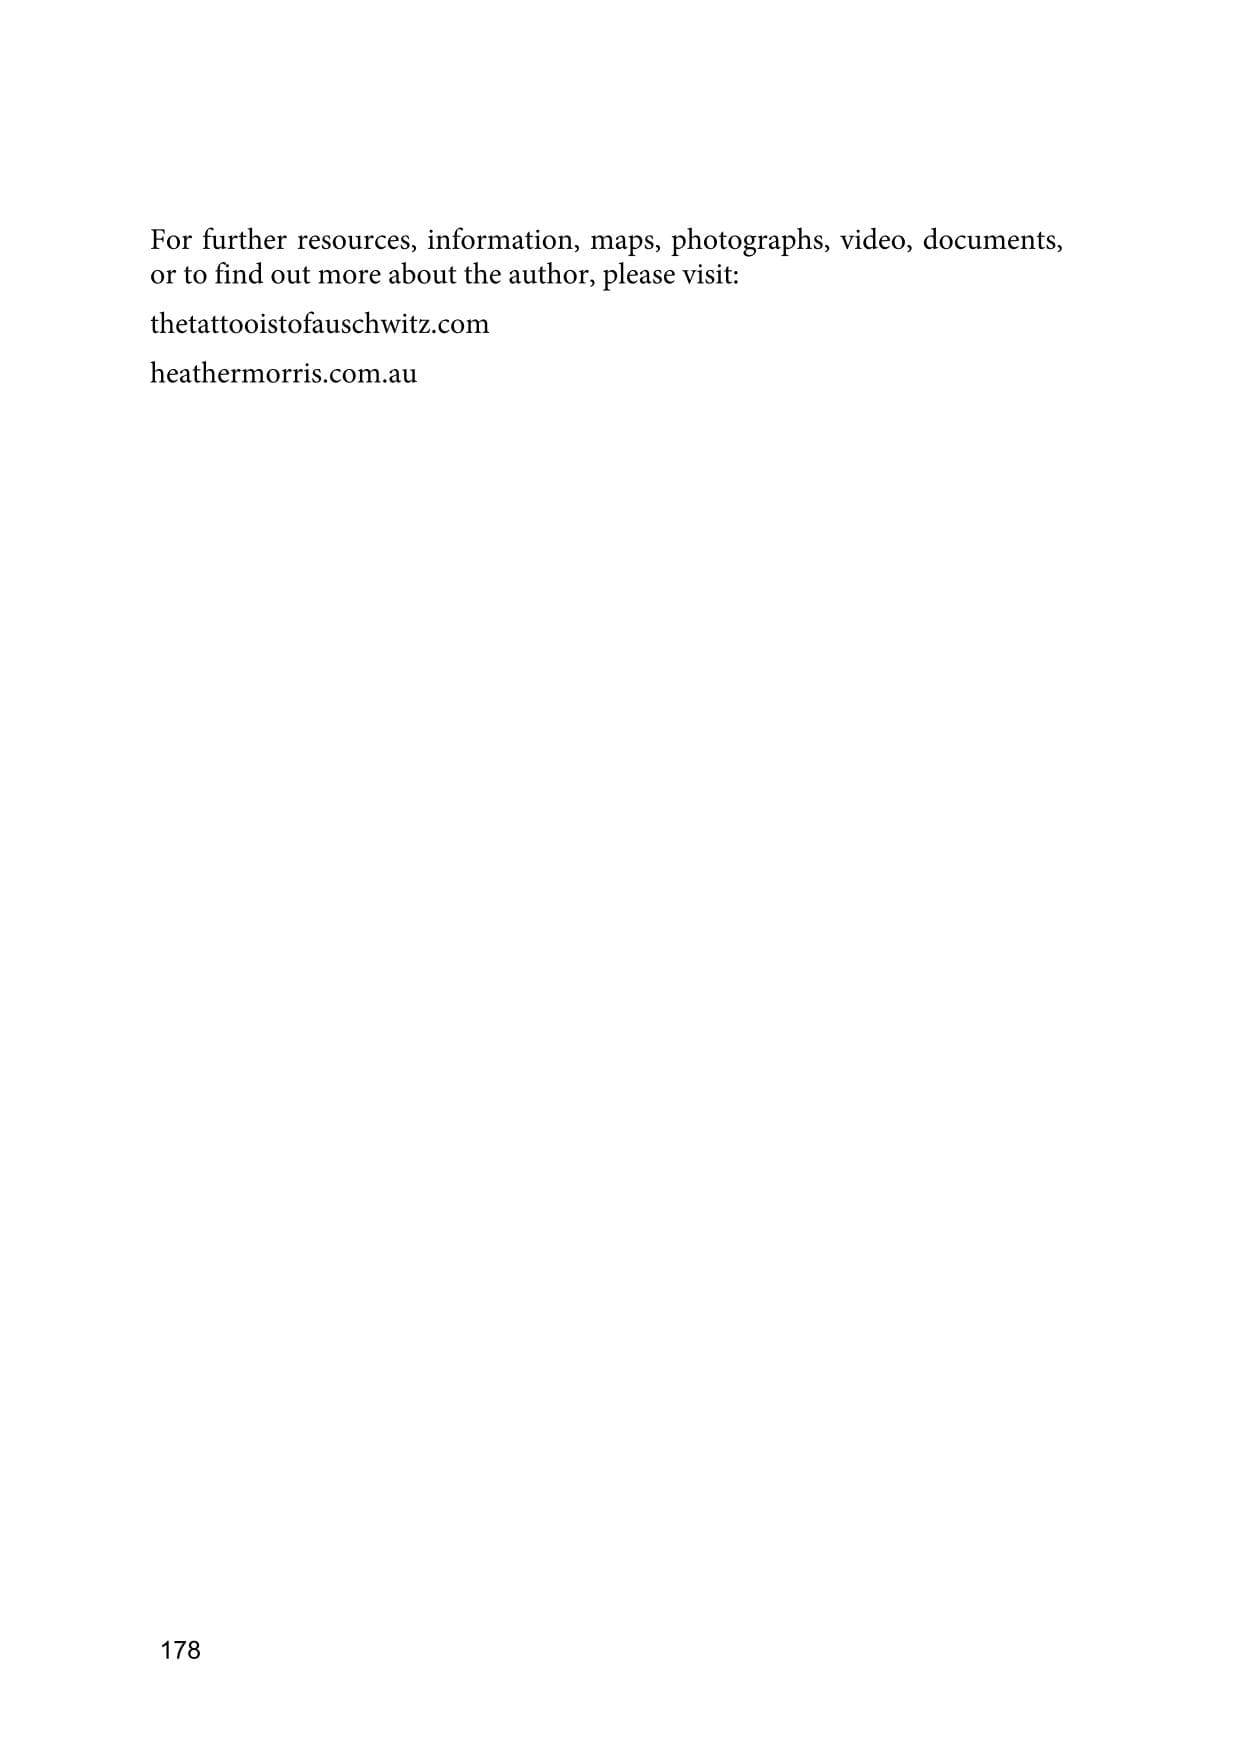 For further resources, information, maps, photographs, video, documents,
or to find out more about the author, please visit:
thetattooistofauschwitz.com
heathermorris.com.au
178